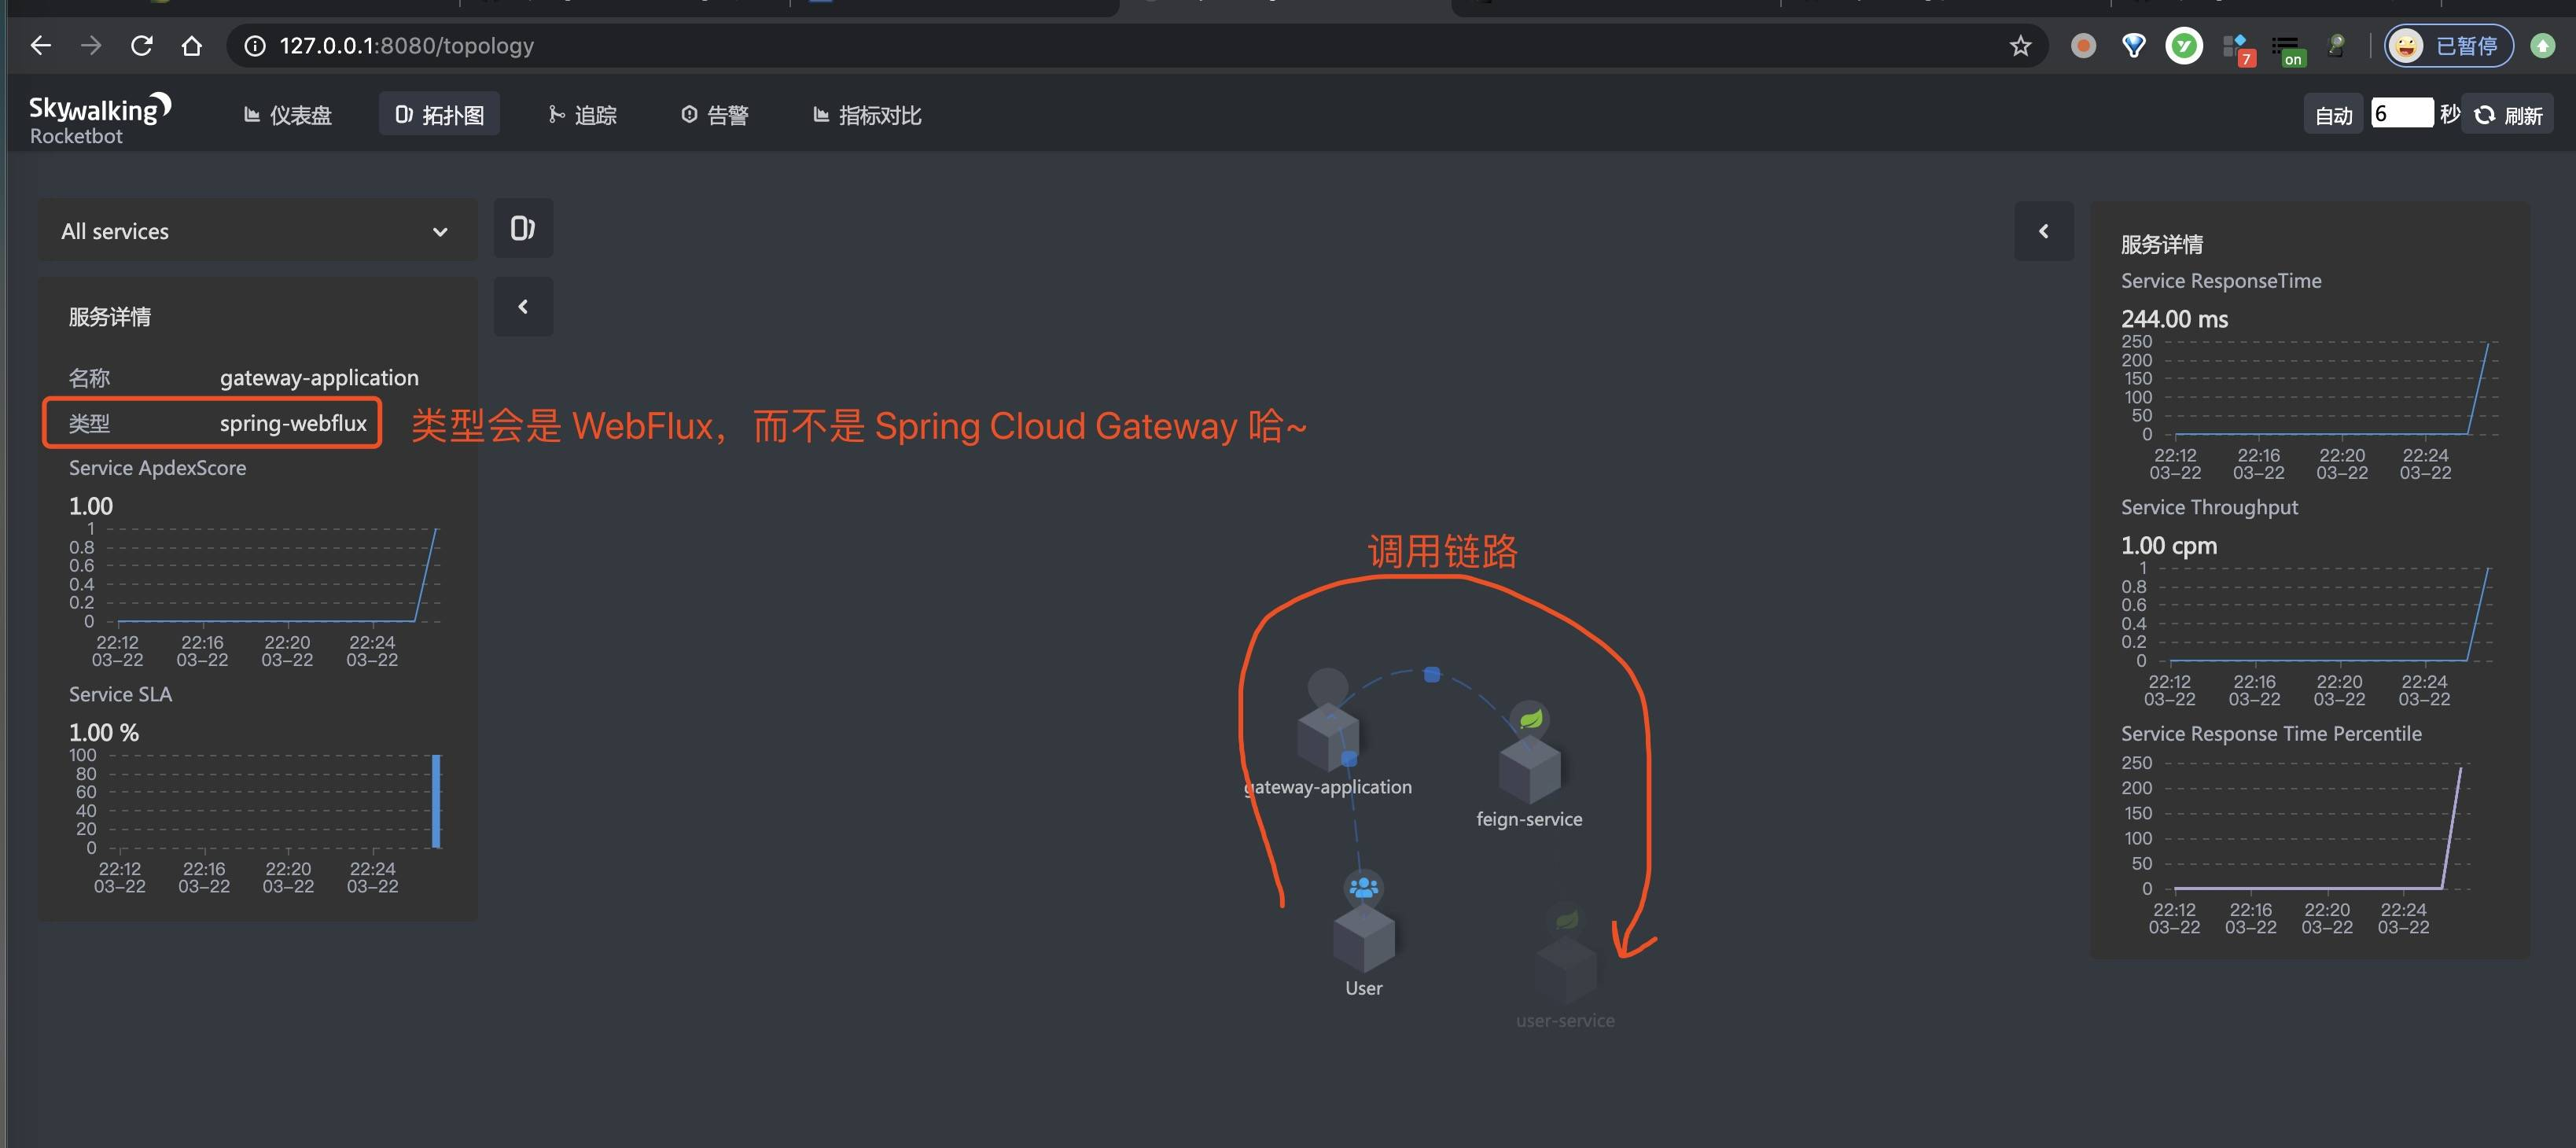 127.0.0.1:8080/topology
7
on
已暂停
Skywalking
Rocketbot
仪表盘
拓扑图
追踪
告警
指标对比
自动
6
秒
刷新
All services
服务详情
名称 gateway-application
类型 spring-webflux
类型会是 WebFlux，而不是 Spring Cloud Gateway 哈~
Service ApdexScore
1.00
1
0.8
0.6
0.4
0.2
0
22:12 22:16 22:20 22:24
03-22 03-22 03-22 03-22
Service SLA
1.00 %
100
80
60
40
20
0
22:12 22:16 22:20 22:24
03-22 03-22 03-22 03-22
调用链路
gateway-application
feign-service
User
user-service
服务详情
Service ResponseTime
244.00 ms
250
200
150
100
50
0
22:12 22:16 22:20 22:24
03-22 03-22 03-22 03-22
Service Throughput
1.00 cpm
1
0.8
0.6
0.4
0.2
0
22:12 22:16 22:20 22:24
03-22 03-22 03-22 03-22
Service Response Time Percentile
250
200
150
100
50
0
22:12 22:16 22:20 22:24
03-22 03-22 03-22 03-22